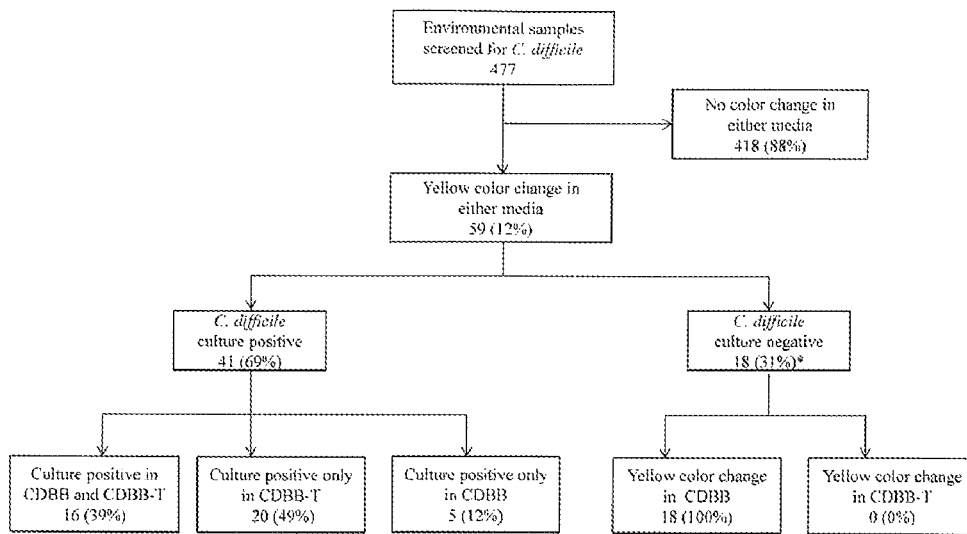 Environmental samples
screened for C. difficile
477
No color change in
either media
418 (88%)
Yellow color change in
either media
59 (12%)
C. difficile
culture positive
41 (69%)
C. difficile
culture negative
18 (31%)*
Culture positive in
CDBB and CDBB-T
16 (39%)
Culture positive only
in CDBB-T
20 (49%)
Culture positive only
in CDBB
5 (12%)
Yellow color change
in CDBB
18 (100%)
Yellow color change
in CDBB-T
0 (0%)